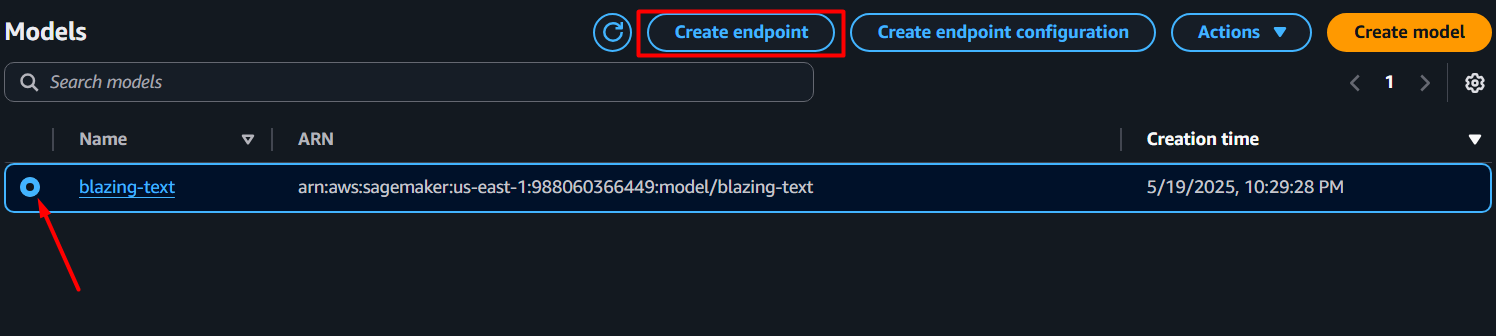 Models Create endpoint Create endpoint configuration Actions Create model
Search models 1
Name ARN Creation time
blazing-text arn:aws:sagemaker:us-east-1:988060366449:model/blazing-text 5/19/2025, 10:29:28 PM